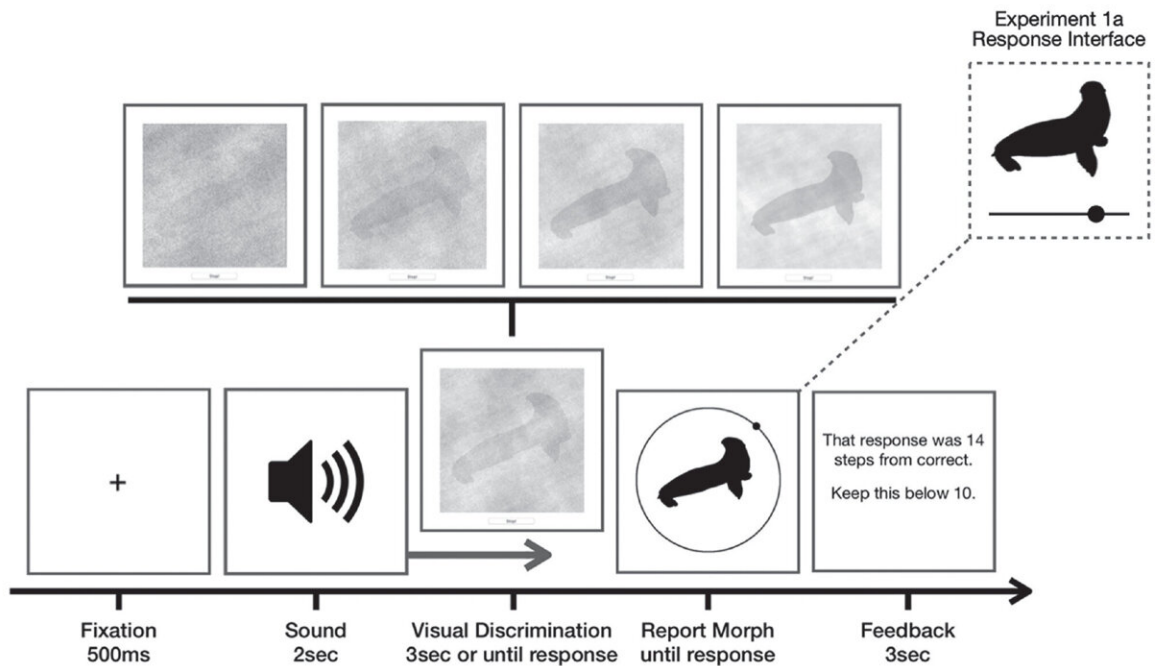 Experiment 1a
Response Interface
+
That response was 14
steps from correct.
Keep this below 10.
Fixation
500ms
Sound
2sec
Visual Discrimination
3sec or until response
Report Morph
until response
Feedback
3sec